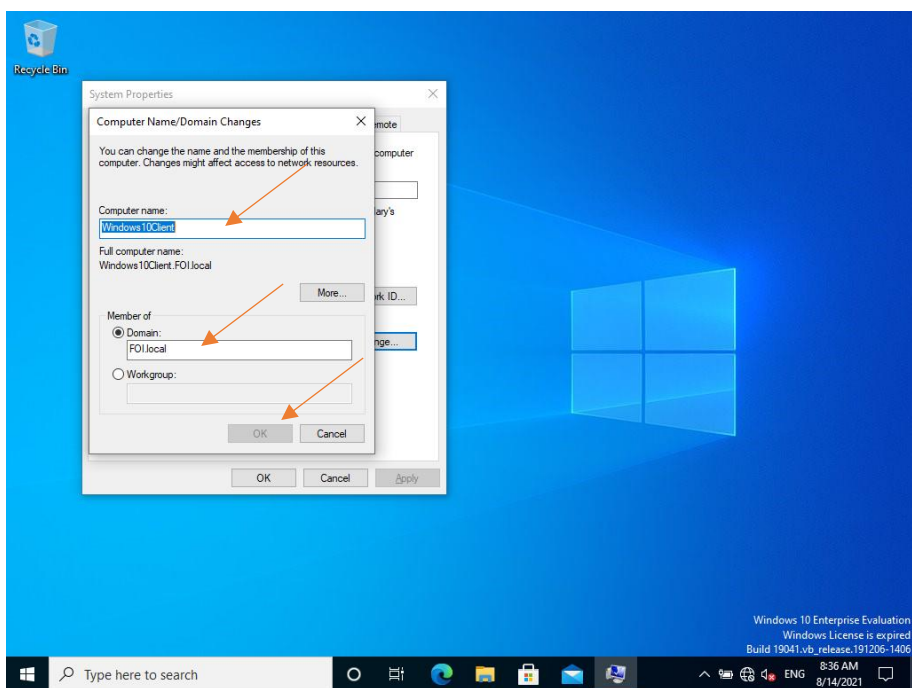 Recycle Bin
System Properties
Computer Name/Domain Changes
emote
You can change the name and the membership of this
computer. Changes might affect access to network resources.
computer
Computer name:
ary's
Windows10Client
Full computer name:
Windows10Client.FOI.local
More...
rk ID...
Member of
Domain:
nge...
FOI.local
Workgroup:
OK
Cancel
OK
Cancel
Apply
Windows 10 Enterprise Evaluation
Windows License is expired
Build 19041.vb_release.191206-1406
Type here to search
ENG
8:36 AM
8/14/2021